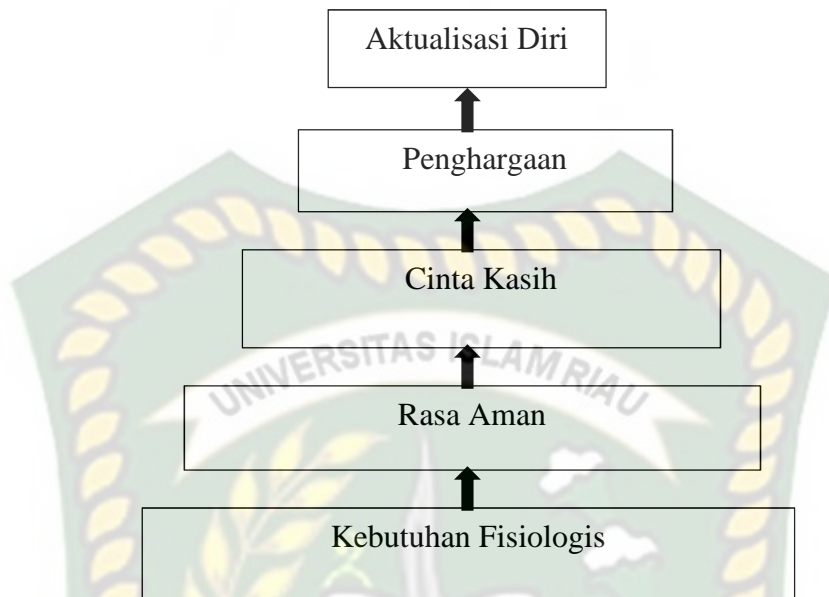 Aktualisasi Diri
Penghargaan
Cinta Kasih
UNIVERSITAS ISLAM RIAU
Rasa Aman
Kebutuhan Fisiologis